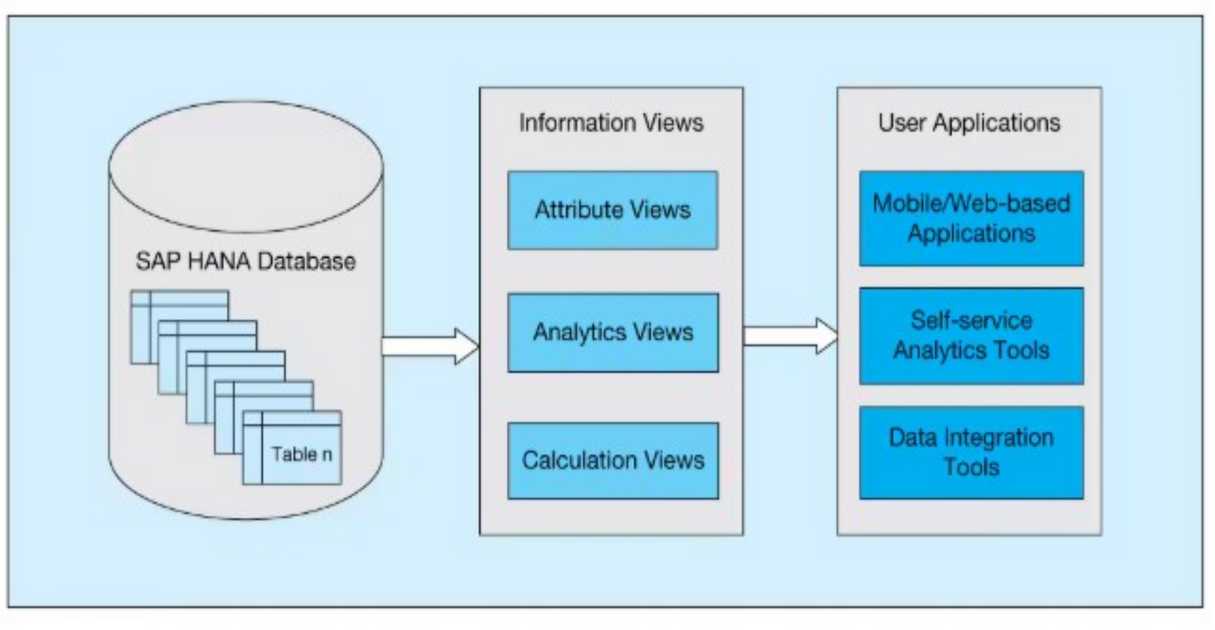 SAP HANA Database
Table n
Information Views
Attribute Views
Analytics Views
Calculation Views
User Applications
Mobile/Web-based
Applications
Self-service
Analytics Tools
Data Integration
Tools